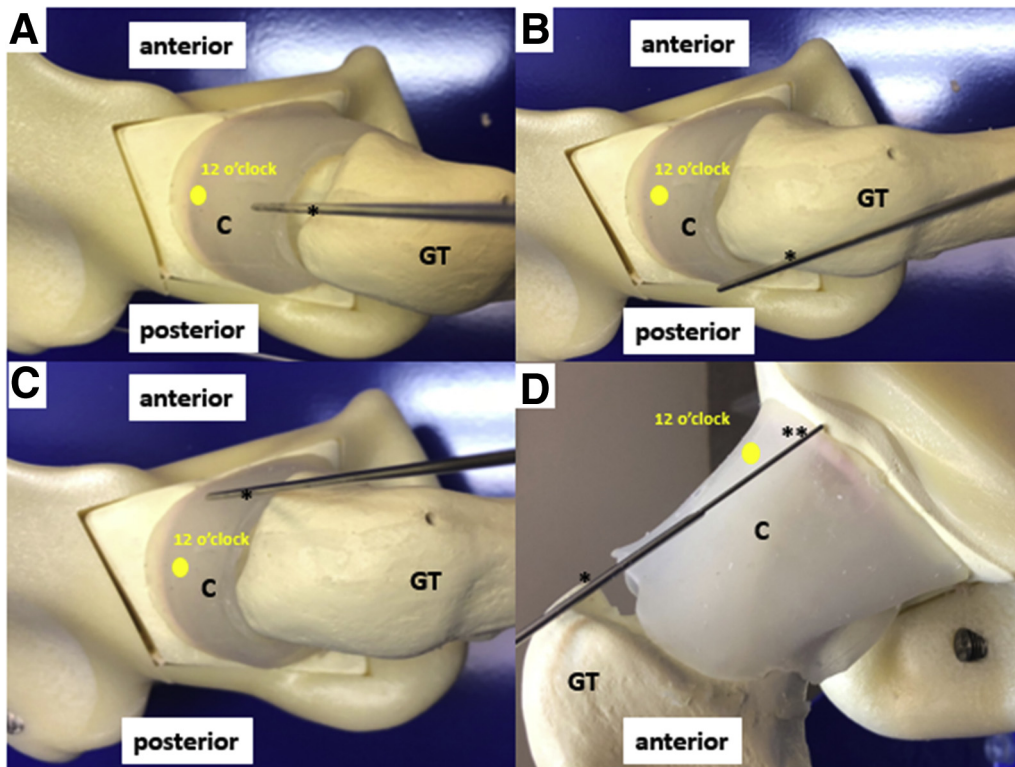 A
anterior
12 o'clock
C
*
GT
posterior
B
anterior
12 o'clock
C
GT
*
posterior
C
anterior
*
12 o'clock
C
GT
posterior
D
12 o'clock
**
C
*
GT
anterior